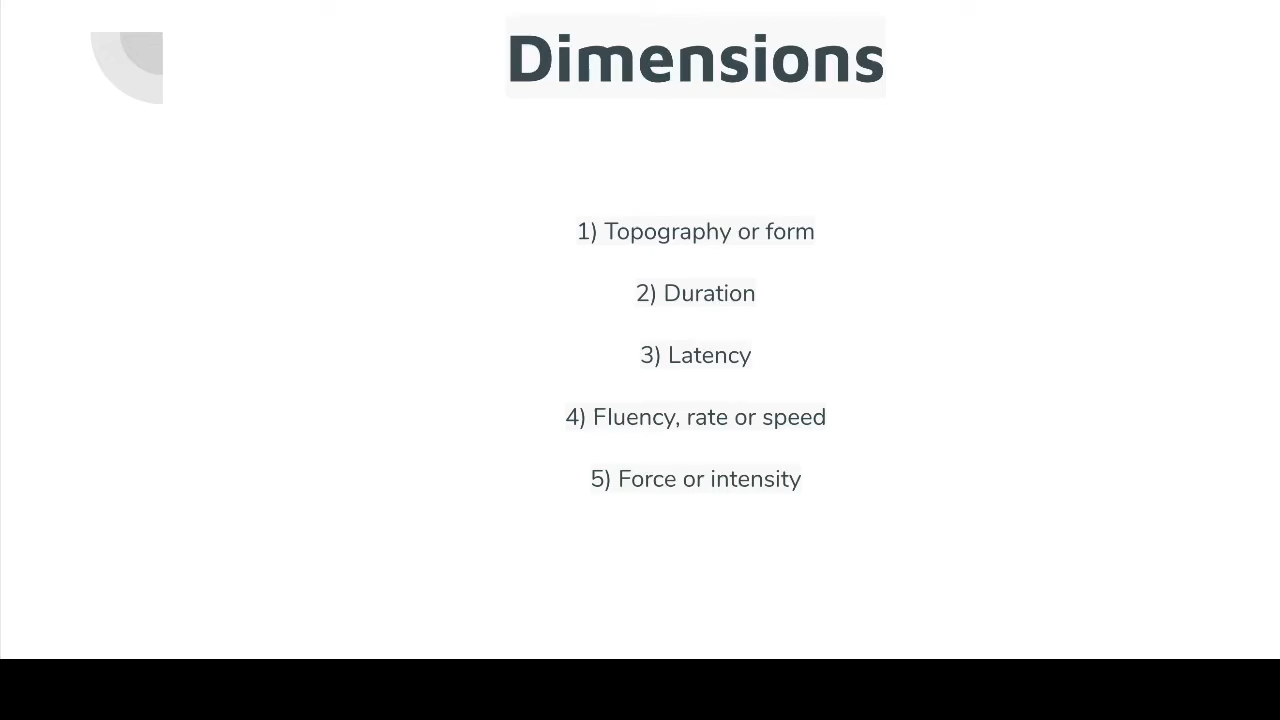 Dimensions
1) Topography or form
2) Duration
3) Latency
4) Fluency, rate or speed
5) Force or intensity